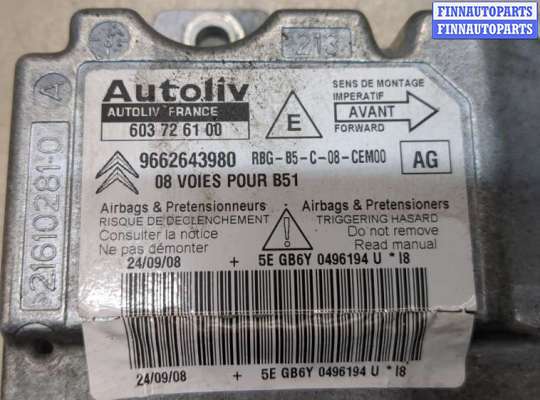 FINNAUTOPARTS
FINNAUTOPARTS
213
A
21610281-0
Autoliv
AUTOLIV FRANCE
603 72 61 00
E
SENS DE MONTAGE
IMPERATIF
AVANT
FORWARD
9662643980 RBG-B5-C-08-CEM00 AG
08 VOIES POUR B51
Airbags & Pretensionneurs
RISQUE DE DECLENCHEMENT
Consulter la notice
Ne pas démonter
Airbags & Pretensioners
TRIGGERING HASARD
Do not remove
Read manual
24/09/08 + 5E GB6Y 0496194 U * I8
24/09/08 + 5E GB6Y 0496194 U * I8